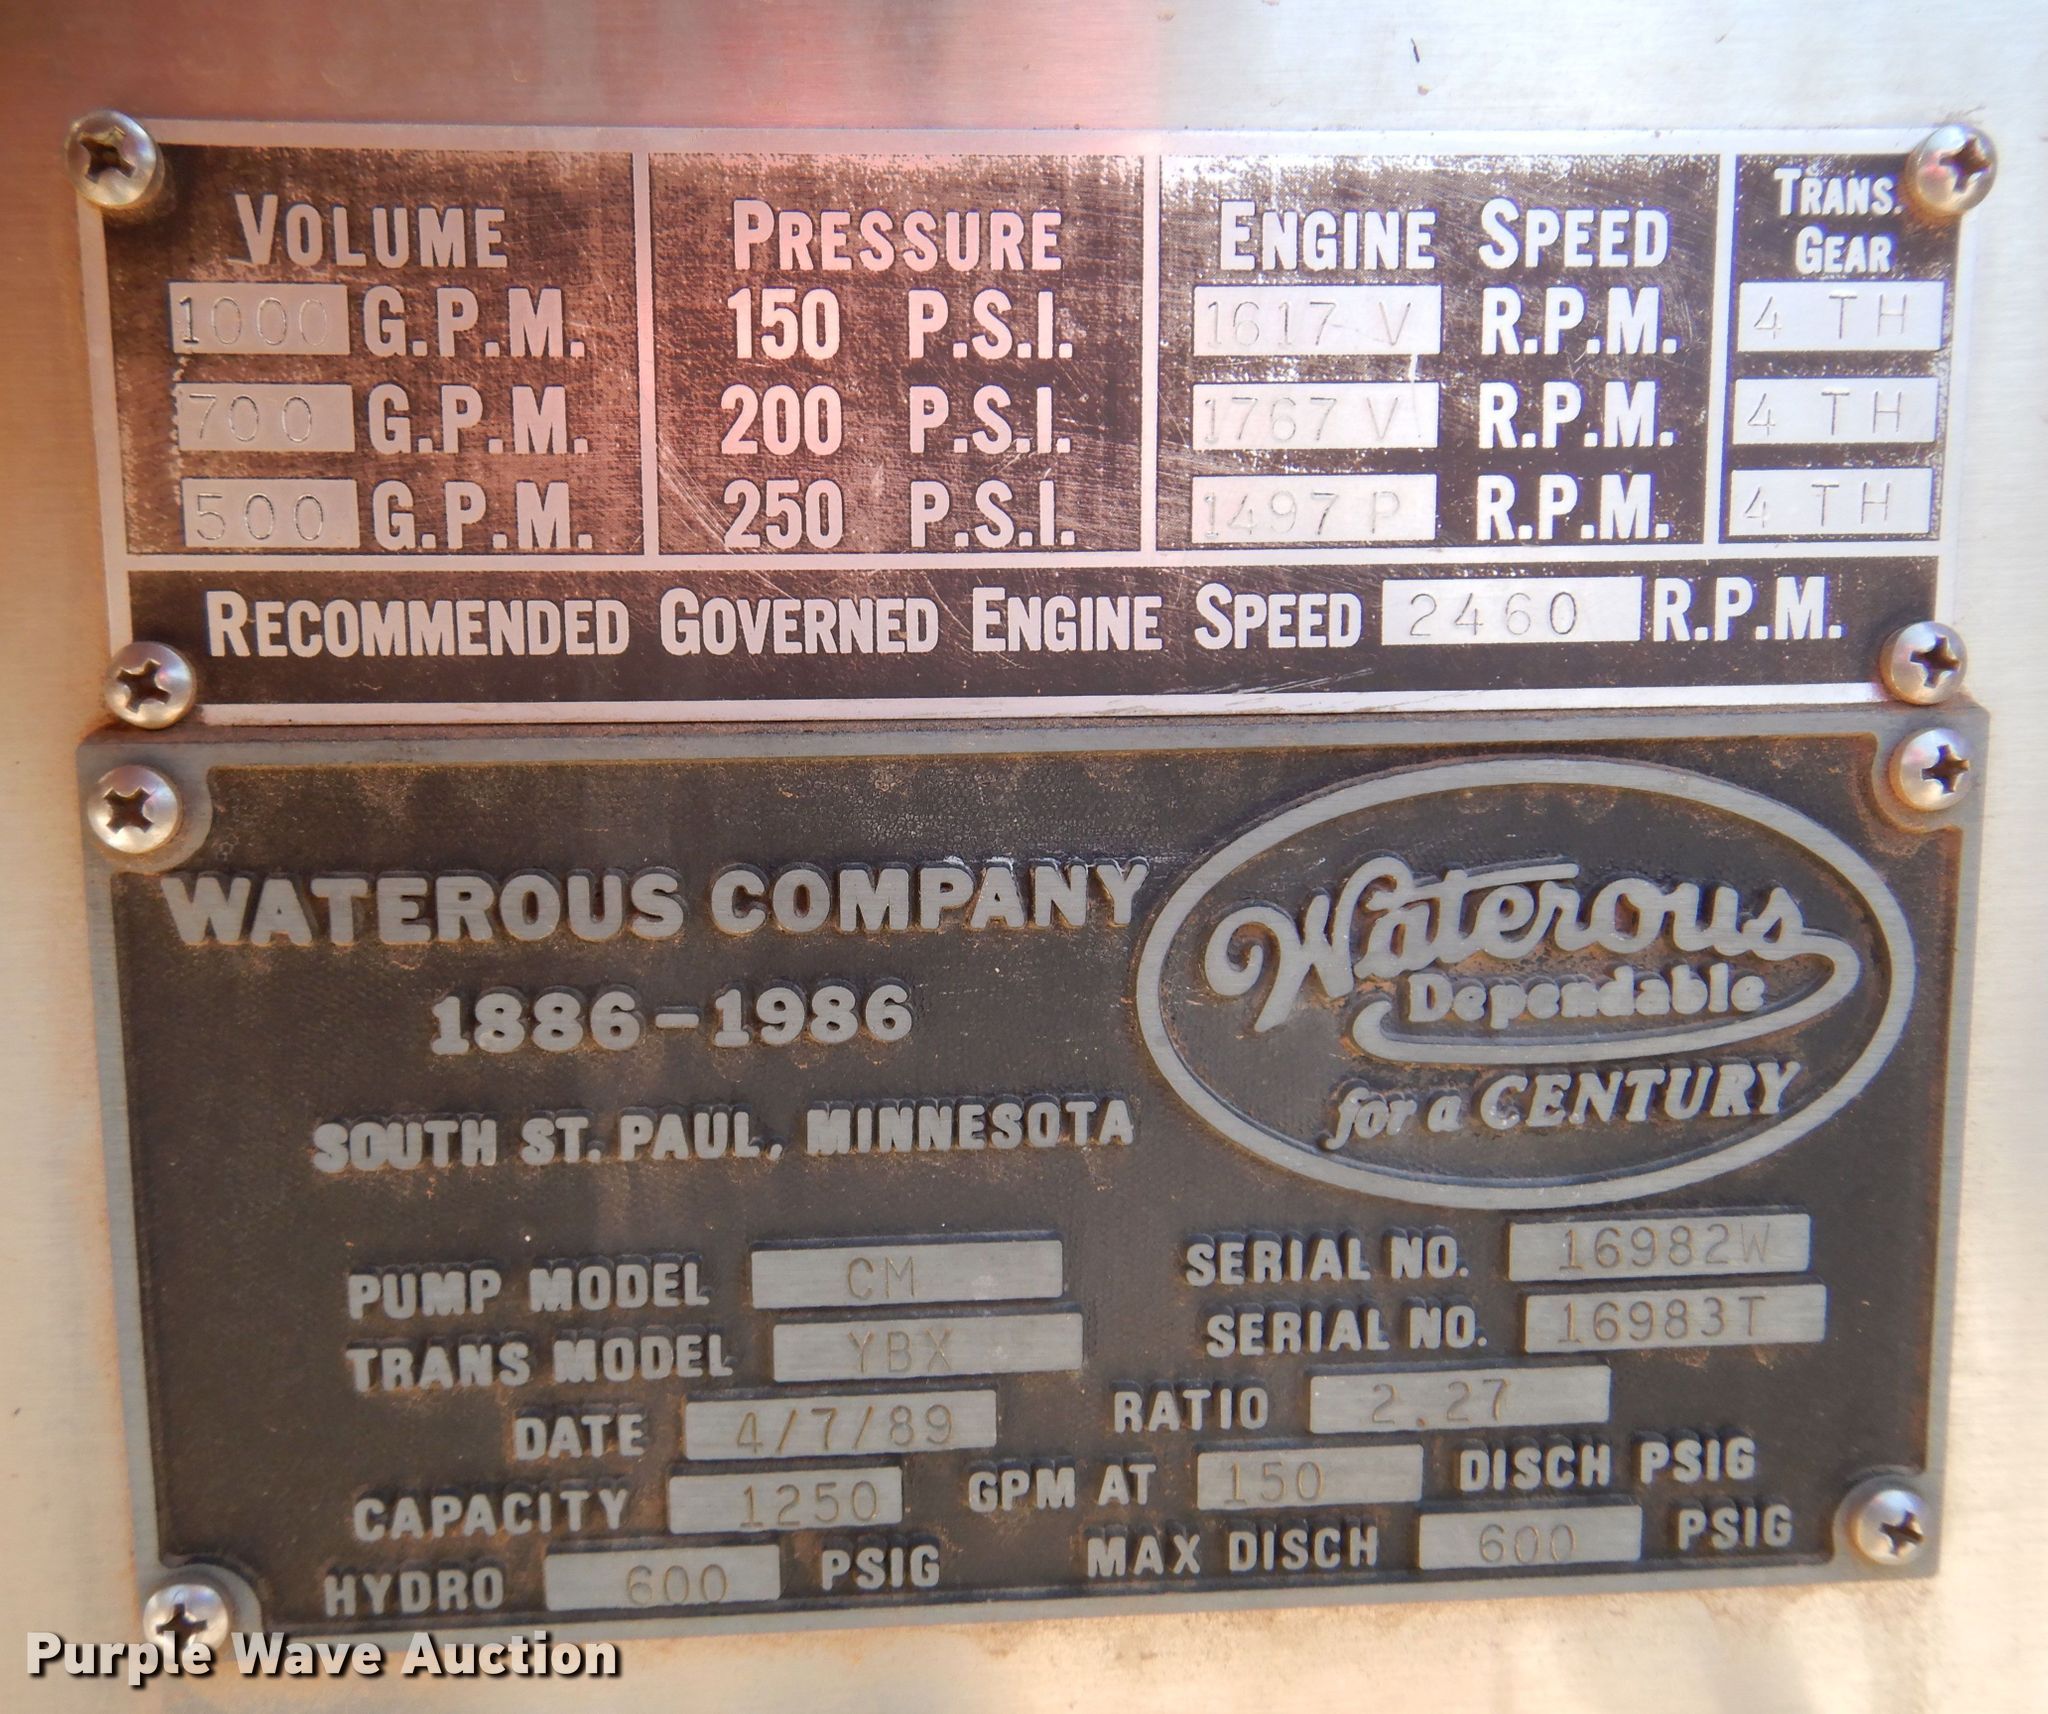 VOLUME PRESSURE ENGINE SPEED TRANS. GEAR
1000 G.P.M. 150 P.S.I. 1617 V R.P.M. 4 TH
700 G.P.M. 200 P.S.I. 1767 V R.P.M. 4 TH
500 G.P.M. 250 P.S.I. 1497 P R.P.M. 4 TH
RECOMMENDED GOVERNED ENGINE SPEED 2460 R.P.M.
WATEROUS COMPANY
1886-1986
SOUTH ST. PAUL, MINNESOTA
Waterous
Dependable
for a CENTURY
PUMP MODEL CM SERIAL NO. 16982W
TRANS MODEL YBX SERIAL NO. 16983T
DATE 4/7/89 RATIO 2.27
CAPACITY 1250 GPM AT 150 DISCH PSIG
HYDRO 600 PSIG MAX DISCH 600 PSIG
Purple Wave Auction